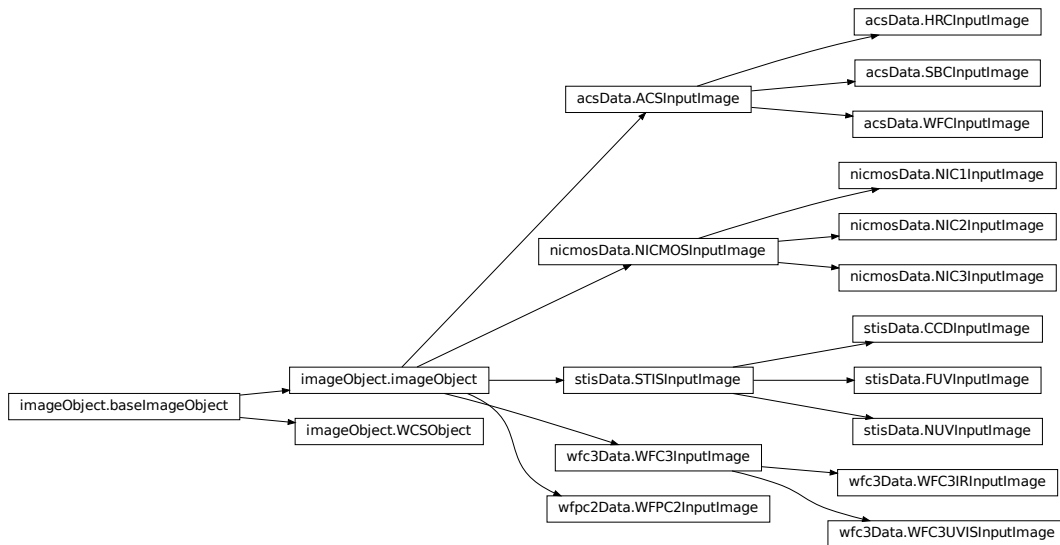 acsData.HRCInputImage
acsData.SBCInputImage
acsData.ACSInputImage
acsData.WFCInputImage
nicmosData.NIC1InputImage
nicmosData.NIC2InputImage
nicmosData.NICMOSInputImage
nicmosData.NIC3InputImage
stisData.CCDInputImage
imageObject.imageObject
stisData.STISInputImage
stisData.FUVInputImage
imageObject.baseImageObject
imageObject.WCSObject
stisData.NUVInputImage
wfc3Data.WFC3InputImage
wfc3Data.WFC3IRInputImage
wfpc2Data.WFPC2InputImage
wfc3Data.WFC3UVISInputImage